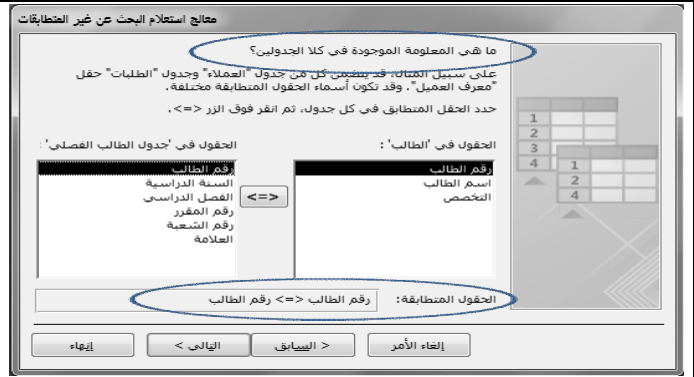 معالج استعلام البحث عن غير المتطابقات
ما هي المعلومة الموجودة في كلا الجدولين؟
على سبيل المثال، قد يتضمن كل من جدول "العملاء" وجدول "الطلبات" حقل
"معرف العميل". وقد تكون أسماء الحقول المتطابقة مختلفة.
حدد الحقل المتطابق في كل جدول، ثم انقر فوق الزر <=>.
الحقول في 'الطالب' :
رقم الطالب
اسم الطالب
التخصص
<=>
الحقول في 'جدول الطالب الفصلي' :
رقم الطالب
السنة الدراسية
الفصل الدراسي
رقم المقرر
رقم الشعبة
العلامة
1
2
3
4
1
2
4
الحقول المتطابقة: رقم الطالب <=> رقم الطالب
إلغاء الأمر
< السابق
التالي >
إنهاء